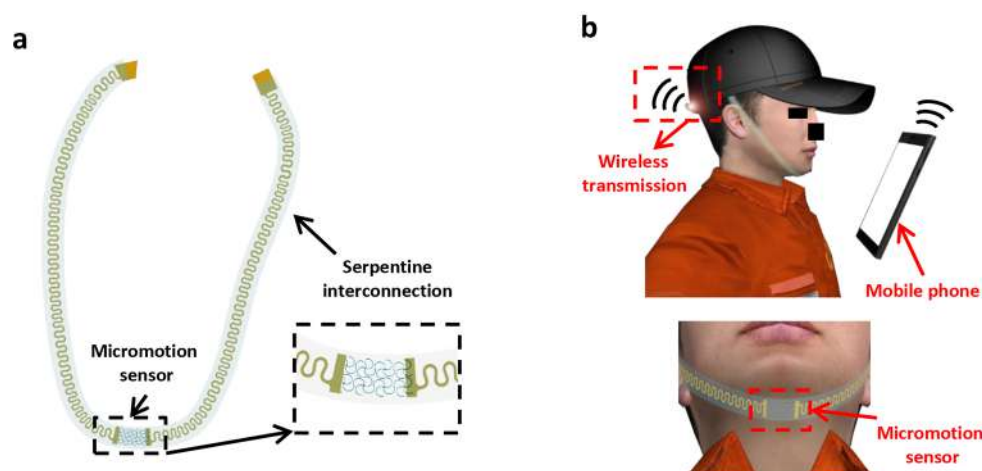 a
Serpentine
interconnection
Micromotion
sensor
b
Wireless
transmission
Mobile phone
Micromotion
sensor